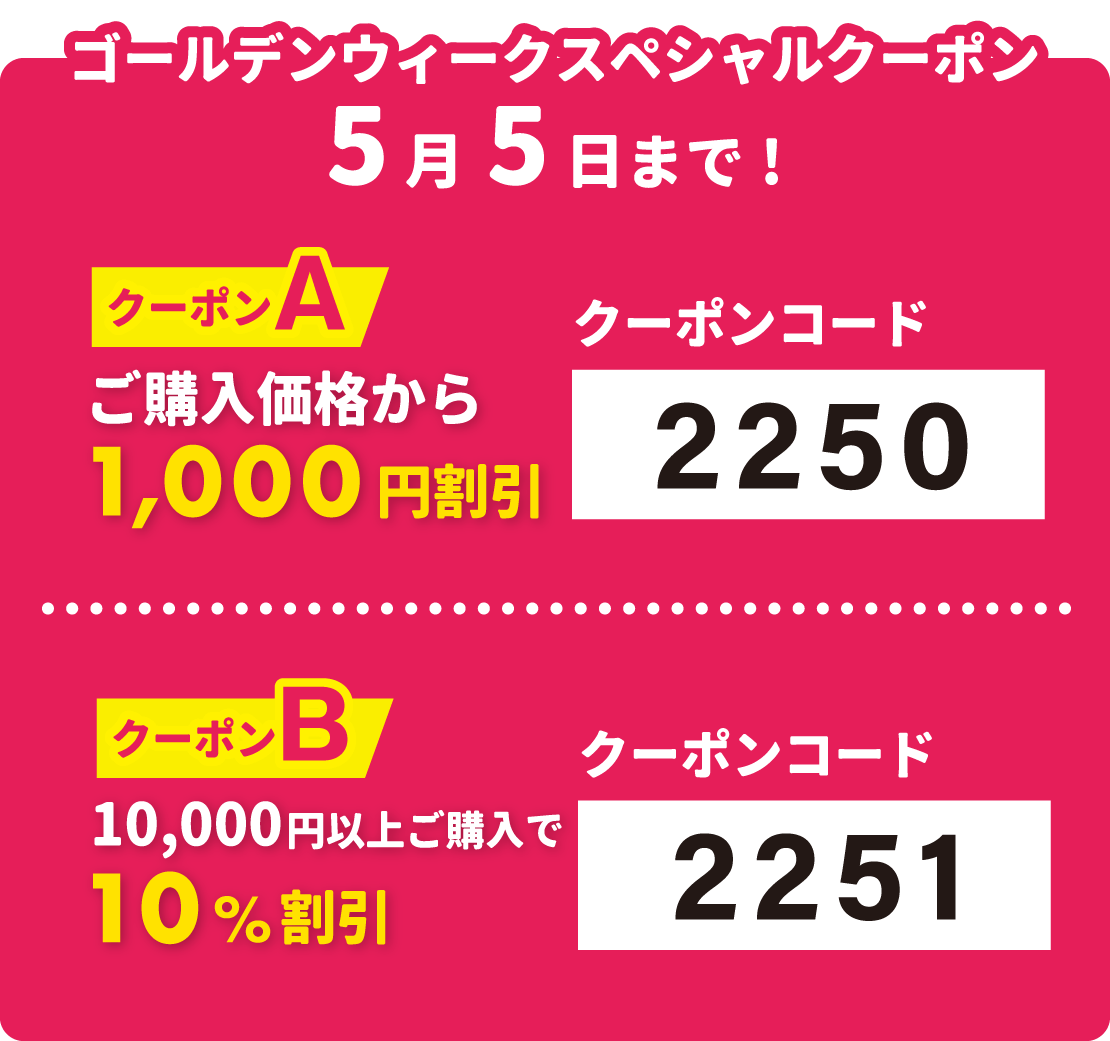 ゴールデンウィークスペシャルクーポン
5月5日まで！
クーポンA
ご購入価格から
1,000円割引
クーポンコード
2250
クーポンB
10,000円以上ご購入で
10%割引
クーポンコード
2251